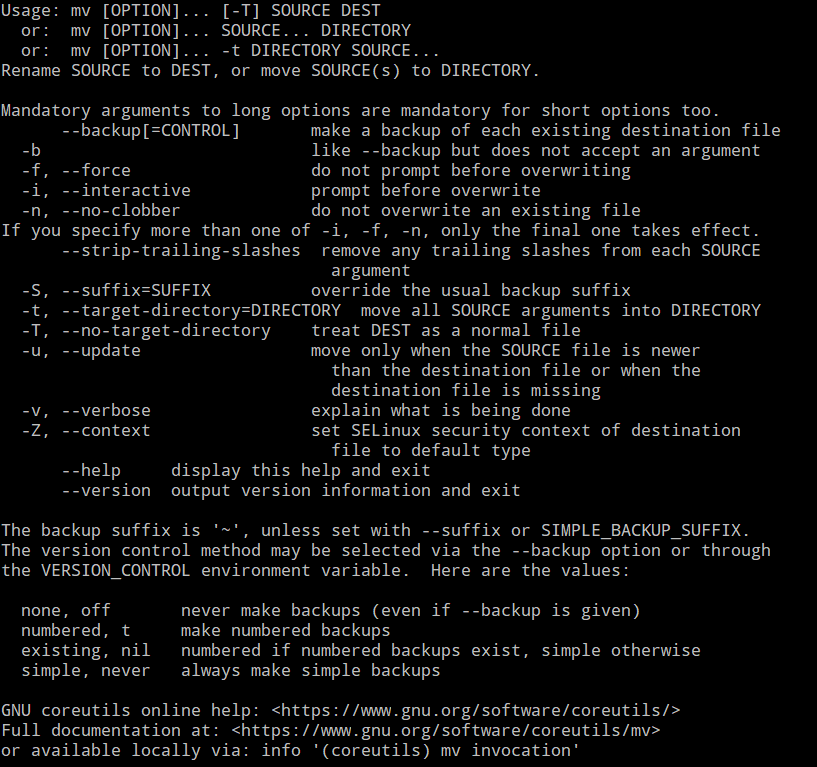 Usage: mv [OPTION]... [-T] SOURCE DEST
  or:  mv [OPTION]... SOURCE... DIRECTORY
  or:  mv [OPTION]... -t DIRECTORY SOURCE...
Rename SOURCE to DEST, or move SOURCE(s) to DIRECTORY.

Mandatory arguments to long options are mandatory for short options too.
      --backup[=CONTROL]       make a backup of each existing destination file
  -b                           like --backup but does not accept an argument
  -f, --force                  do not prompt before overwriting
  -i, --interactive            prompt before overwrite
  -n, --no-clobber             do not overwrite an existing file
If you specify more than one of -i, -f, -n, only the final one takes effect.
      --strip-trailing-slashes  remove any trailing slashes from each SOURCE
                                 argument
  -S, --suffix=SUFFIX          override the usual backup suffix
  -t, --target-directory=DIRECTORY  move all SOURCE arguments into DIRECTORY
  -T, --no-target-directory    treat DEST as a normal file
  -u, --update                 move only when the SOURCE file is newer
                                 than the destination file or when the
                                 destination file is missing
  -v, --verbose                explain what is being done
  -Z, --context                set SELinux security context of destination
                                 file to default type
      --help     display this help and exit
      --version  output version information and exit

The backup suffix is '~', unless set with --suffix or SIMPLE_BACKUP_SUFFIX.
The version control method may be selected via the --backup option or through
the VERSION_CONTROL environment variable.  Here are the values:

  none, off       never make backups (even if --backup is given)
  numbered, t     make numbered backups
  existing, nil   numbered if numbered backups exist, simple otherwise
  simple, never   always make simple backups

GNU coreutils online help: <https://www.gnu.org/software/coreutils/>
Full documentation at: <https://www.gnu.org/software/coreutils/mv>
or available locally via: info '(coreutils) mv invocation'